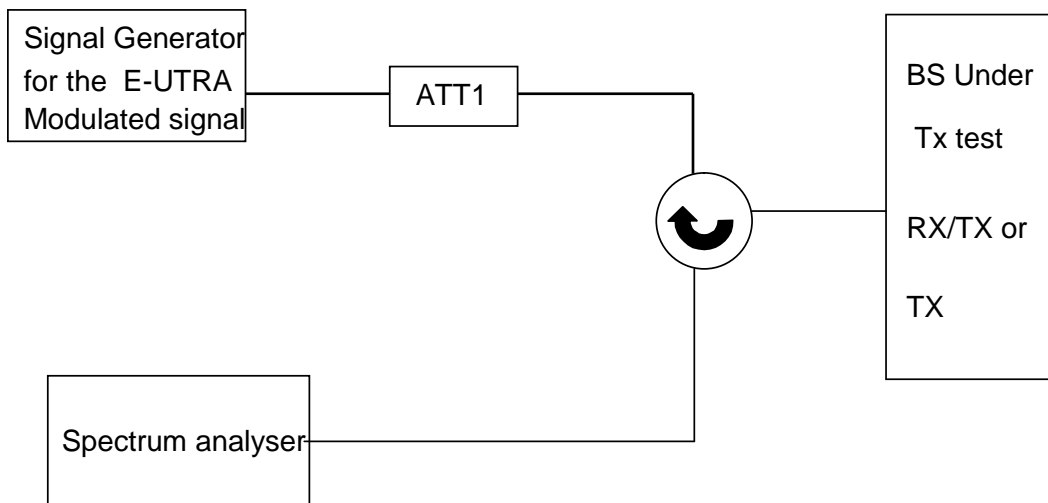 Signal Generator
for the E-UTRA
Modulated signal
ATT1
BS Under
Tx test
RX/TX or
TX
Spectrum analyser